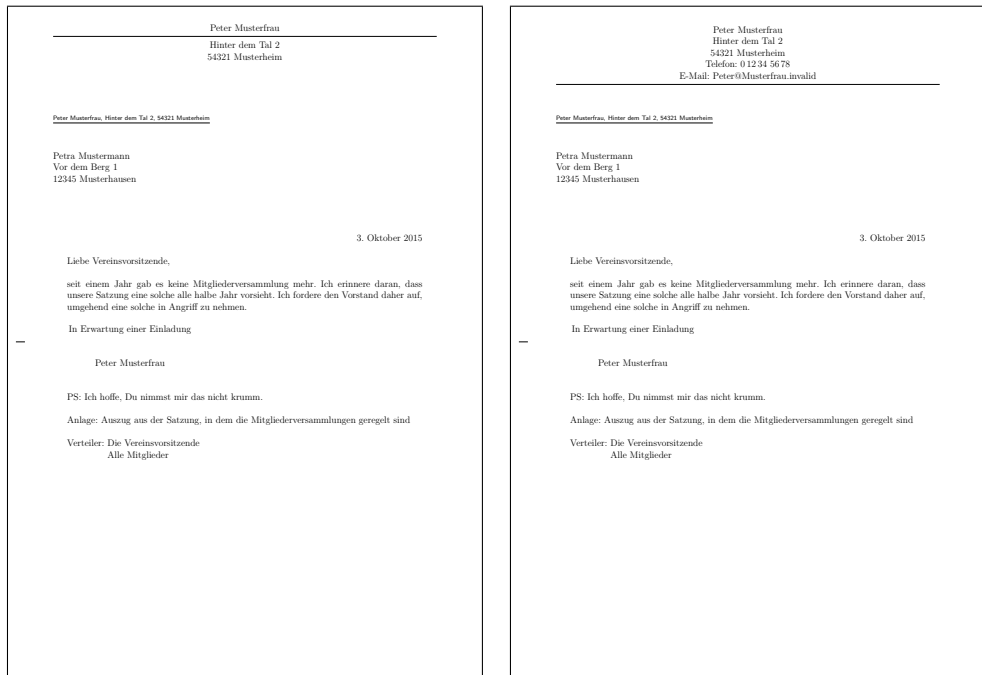 Peter Musterfrau
Hinter dem Tal 2
54321 Musterheim
Peter Musterfrau, Hinter dem Tal 2, 54321 Musterheim
Petra Mustermann
Vor dem Berg 1
12345 Musterhausen
3. Oktober 2015
Liebe Vereinsvorsitzende,
seit einem Jahr gab es keine Mitgliederversammlung mehr. Ich erinnere daran, dass
unsere Satzung eine solche alle halbe Jahr vorsieht. Ich fordere den Vorstand daher auf,
umgehend eine solche in Angriff zu nehmen.
In Erwartung einer Einladung
Peter Musterfrau
PS: Ich hoffe, Du nimmst mir das nicht krumm.
Anlage: Auszug aus der Satzung, in dem die Mitgliederversammlungen geregelt sind
Verteiler: Die Vereinsvorsitzende
Alle Mitglieder
Peter Musterfrau
Hinter dem Tal 2
54321 Musterheim
Telefon: 0 12 34 56 78
E-Mail: Peter@Musterfrau.invalid
Peter Musterfrau, Hinter dem Tal 2, 54321 Musterheim
Petra Mustermann
Vor dem Berg 1
12345 Musterhausen
3. Oktober 2015
Liebe Vereinsvorsitzende,
seit einem Jahr gab es keine Mitgliederversammlung mehr. Ich erinnere daran, dass
unsere Satzung eine solche alle halbe Jahr vorsieht. Ich fordere den Vorstand daher auf,
umgehend eine solche in Angriff zu nehmen.
In Erwartung einer Einladung
Peter Musterfrau
PS: Ich hoffe, Du nimmst mir das nicht krumm.
Anlage: Auszug aus der Satzung, in dem die Mitgliederversammlungen geregelt sind
Verteiler: Die Vereinsvorsitzende
Alle Mitglieder